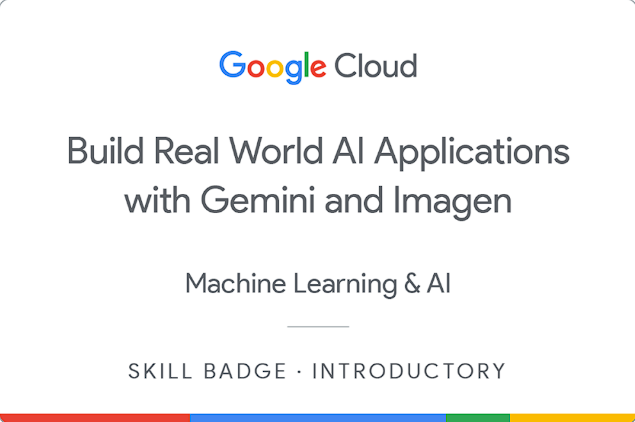 Google Cloud
Build Real World AI Applications
with Gemini and Imagen
Machine Learning & AI
SKILL BADGE · INTRODUCTORY